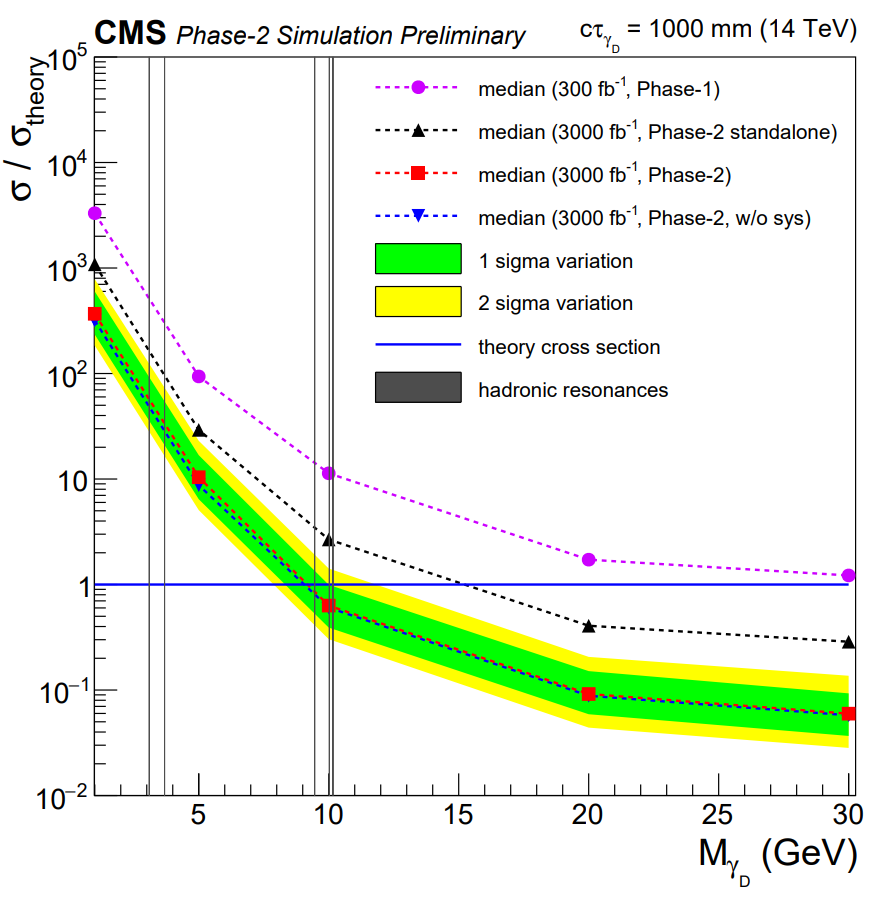 CMS Phase-2 Simulation Preliminary cτ_γ_D = 1000 mm (14 TeV)
σ / σ_theory
10^5
10^4
10^3
10^2
10
1
10^−1
10^−2
median (300 fb^-1, Phase-1)
median (3000 fb^-1, Phase-2 standalone)
median (3000 fb^-1, Phase-2)
median (3000 fb^-1, Phase-2, w/o sys)
1 sigma variation
2 sigma variation
theory cross section
hadronic resonances
5 10 15 20 25 30
M_γ_D (GeV)